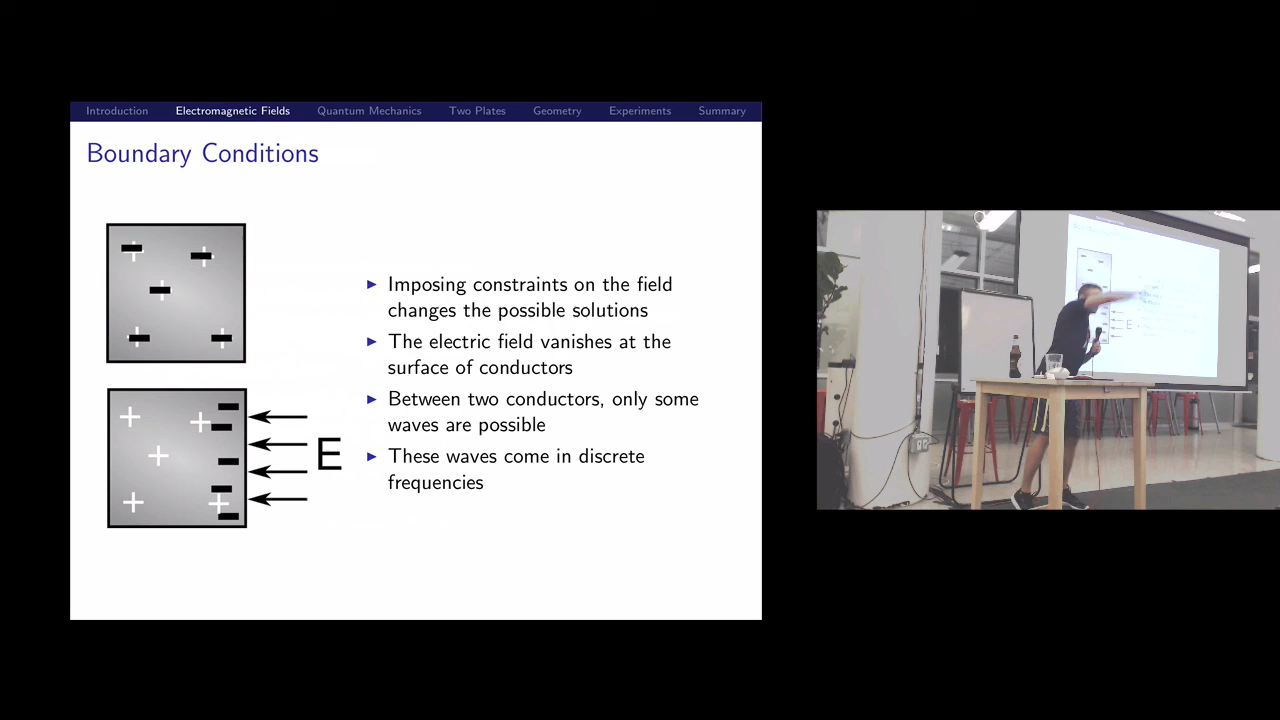 Introduction Electromagnetic Fields Quantum Mechanics Two Plates Geometry Experiments Summary
Boundary Conditions
Imposing constraints on the field
changes the possible solutions
The electric field vanishes at the
surface of conductors
Between two conductors, only some
waves are possible
These waves come in discrete
frequencies
E